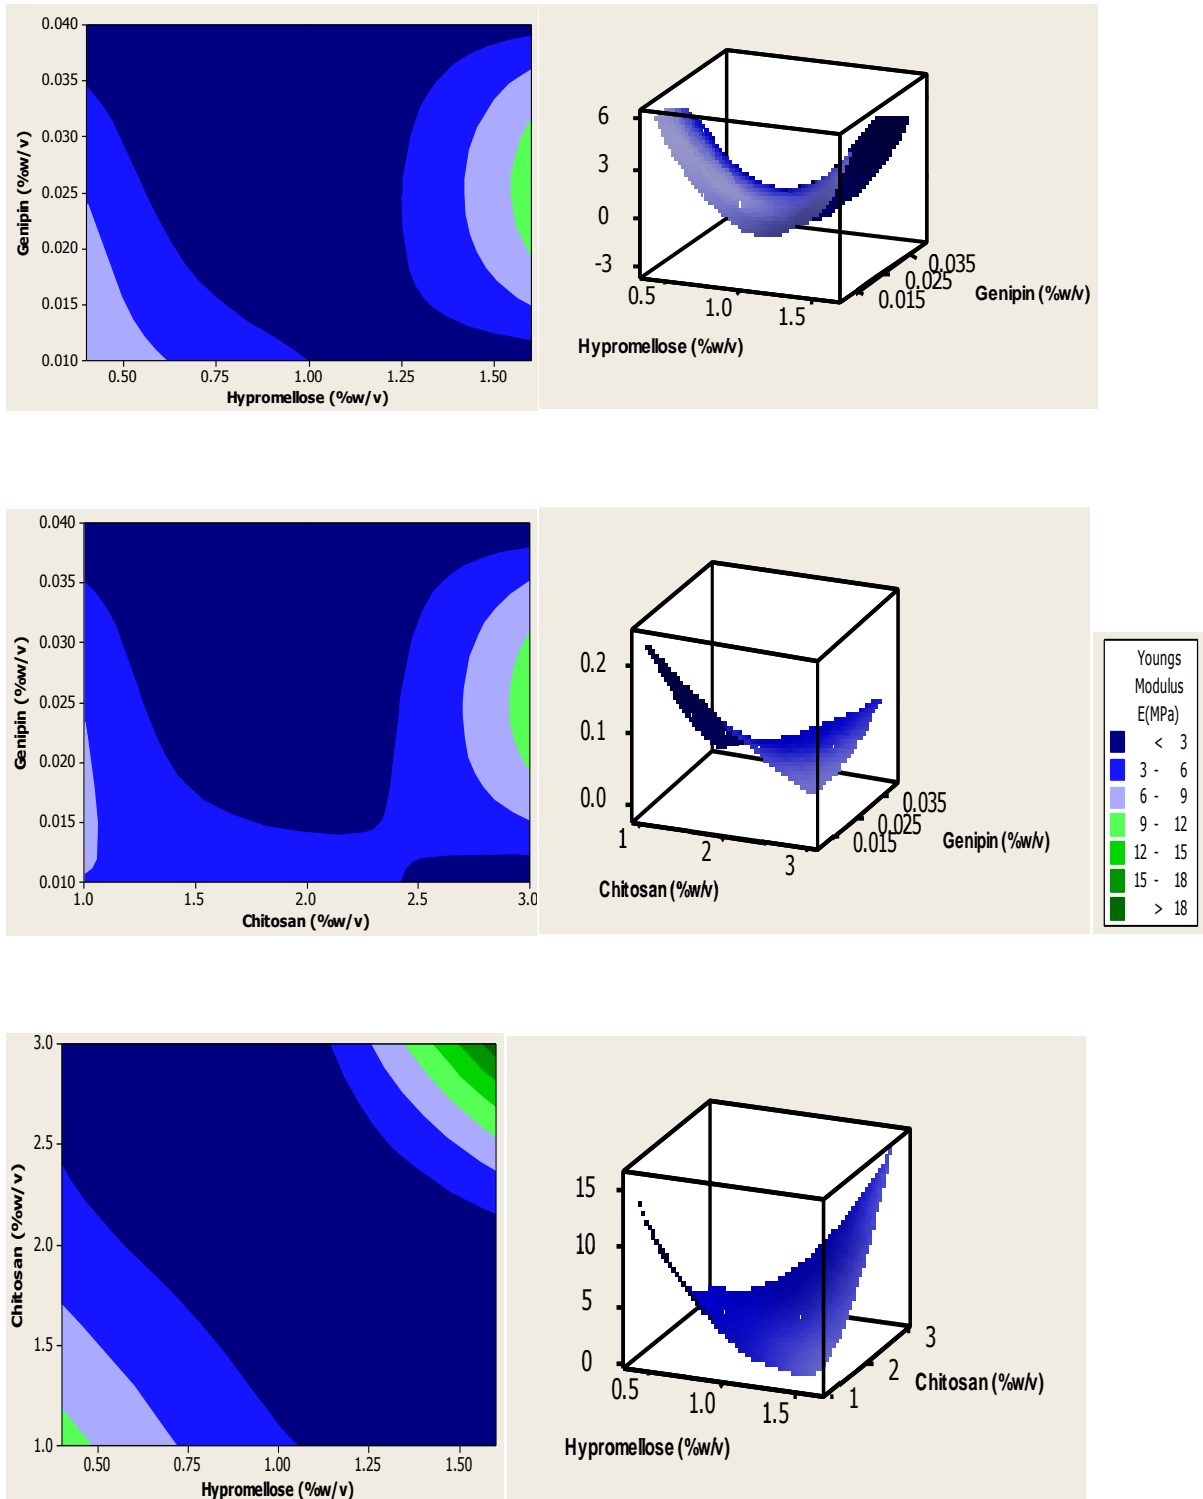 0.040
0.035
0.030
0.025
0.020
0.015
0.010
Genipin (%w/v)
0.50 0.75 1.00 1.25 1.50
Hypromellose (%w/v)
6
3
0
-3
0.5 1.0 1.5
0.035
0.025
0.015
Genipin (%w/v)
Hypromellose (%w/v)
0.040
0.035
0.030
0.025
0.020
0.015
0.010
Genipin (%w/v)
1.0 1.5 2.0 2.5 3.0
Chitosan (%w/v)
0.2
0.1
0.0
1 2 3
0.035
0.025
0.015
Genipin (%w/v)
Chitosan (%w/v)
Youngs
Modulus
E(MPa)
< 3
3 - 6
6 - 9
9 - 12
12 - 15
15 - 18
> 18
3.0
2.5
2.0
1.5
1.0
Chitosan (%w/v)
0.50 0.75 1.00 1.25 1.50
Hypromellose (%w/v)
15
10
5
0
0.5 1.0 1.5
3
2
1
Chitosan (%w/v)
Hypromellose (%w/v)